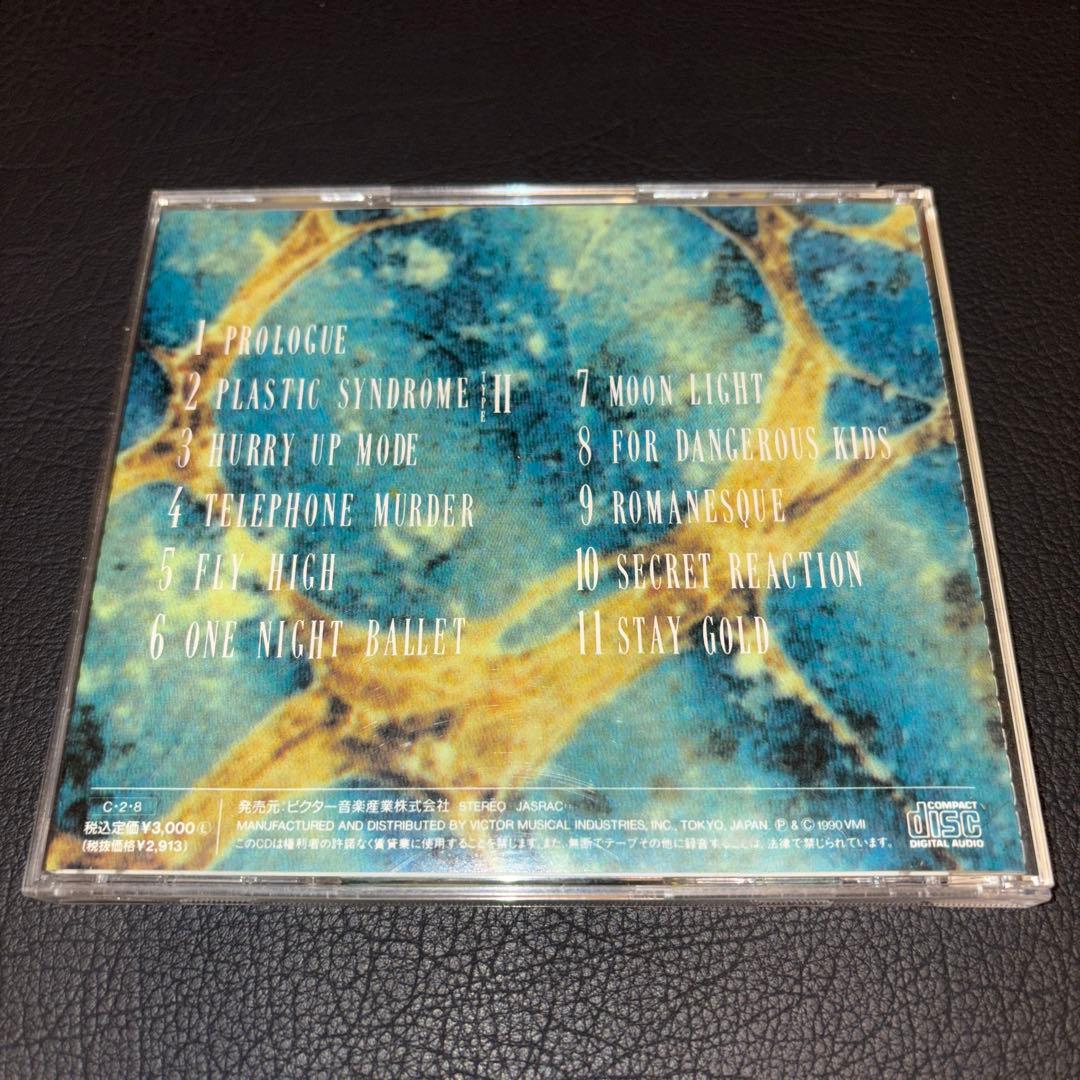 1 PROLOGUE
2 PLASTIC SYNDROME TYPE II
3 HURRY UP MODE
4 TELEPHONE MURDER
5 FLY HIGH
6 ONE NIGHT BALLET
7 MOON LIGHT
8 FOR DANGEROUS KIDS
9 ROMANESQUE
10 SECRET REACTION
11 STAY GOLD
C・2・8
税込定価¥3,000Ⓛ
(税抜価格¥2,913)
発売元:ビクター音楽産業株式会社 STEREO JASRAC
MANUFACTURED AND DISTRIBUTED BY VICTOR MUSICAL INDUSTRIES, INC., TOKYO, JAPAN. Ⓟ & © 1990 VMI
このCDは権利者の許諾なく賃貸業に使用することを禁じます。また、無断でテープその他に録音することは、法律で禁じられています。
COMPACT
disc
DIGITAL AUDIO